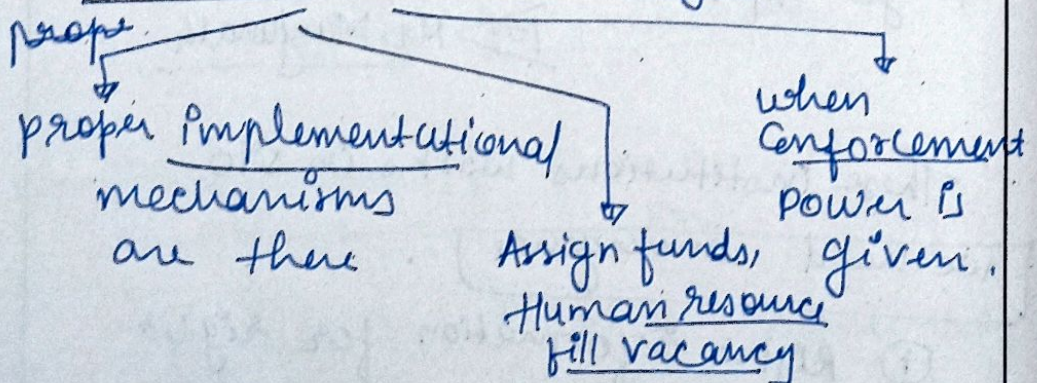 prope
proper implementational
mechanisms
are there
Assign funds,
Human resource
fill vacancy
when
enforcement
power is
given.